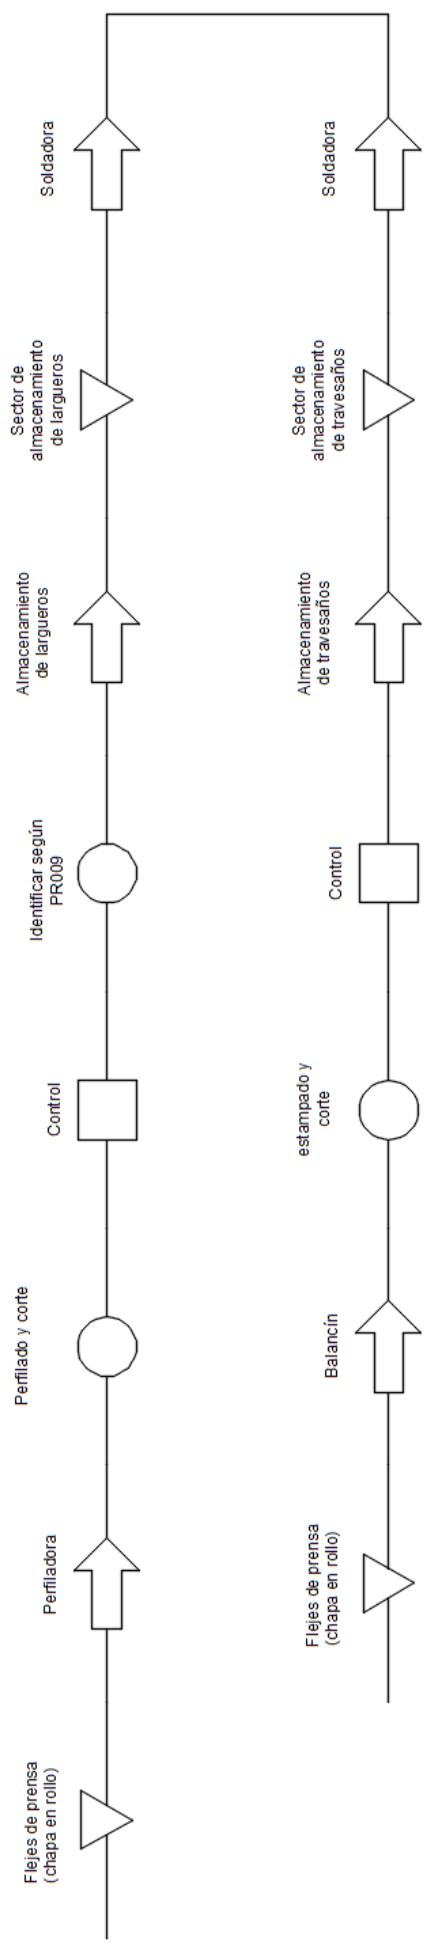 Flejes de prensa
(chapa en rollo)
Perfiladora
Perfilado y corte
Control
Identificar según
PR009
Almacenamiento
de largueros
Sector de
almacenamiento
de largueros
Soldadora
Flejes de prensa
(chapa en rollo)
Balancín
estampado y
corte
Control
Almacenamiento
de travesaños
Sector de
almacenamiento
de travesaños
Soldadora